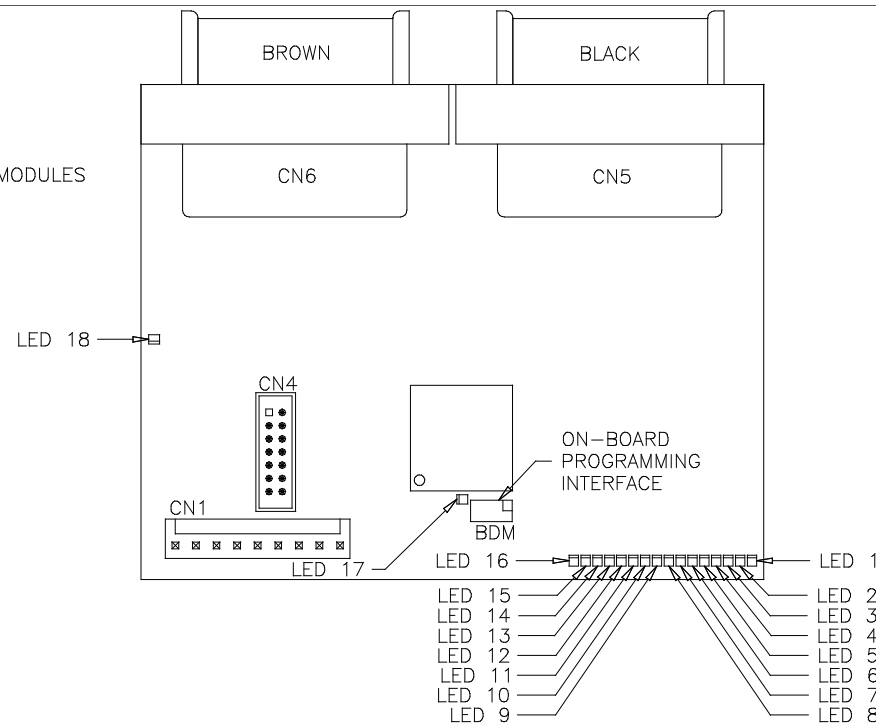 BROWN
BLACK
MODULES
CN6
CN5
LED 18
CN4
ON-BOARD
PROGRAMMING
INTERFACE
CN1
BDM
LED 17
LED 16
LED 1
LED 15
LED 2
LED 14
LED 3
LED 13
LED 4
LED 12
LED 5
LED 11
LED 6
LED 10
LED 7
LED 9
LED 8